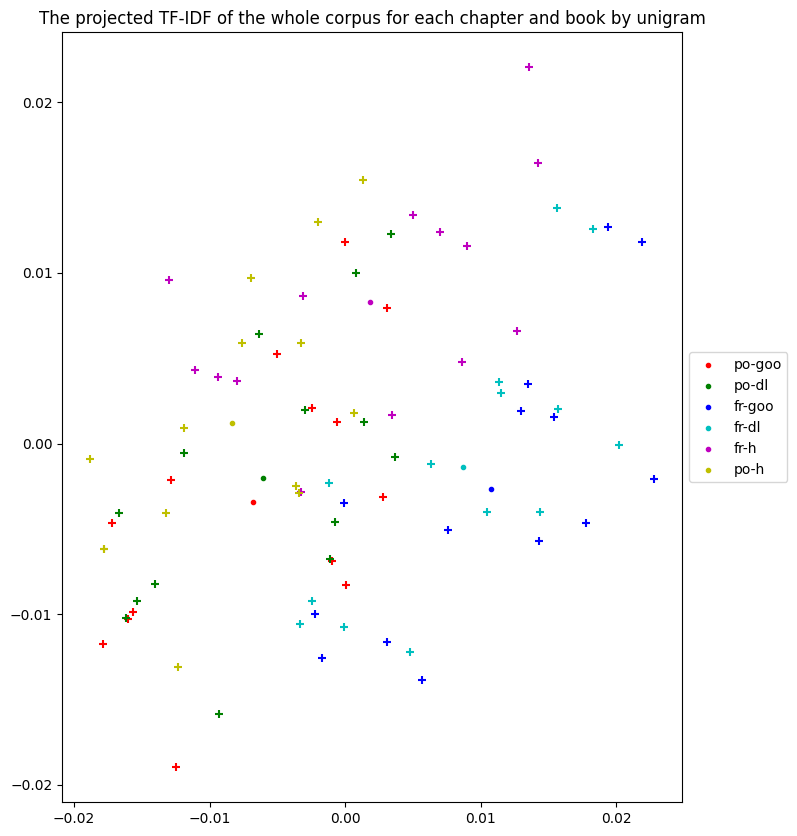 The projected TF-IDF of the whole corpus for each chapter and book by unigram
0.02
0.01
0.00
−0.01
−0.02
−0.02
−0.01
0.00
0.01
0.02
po-goo
po-dl
fr-goo
fr-dl
fr-h
po-h